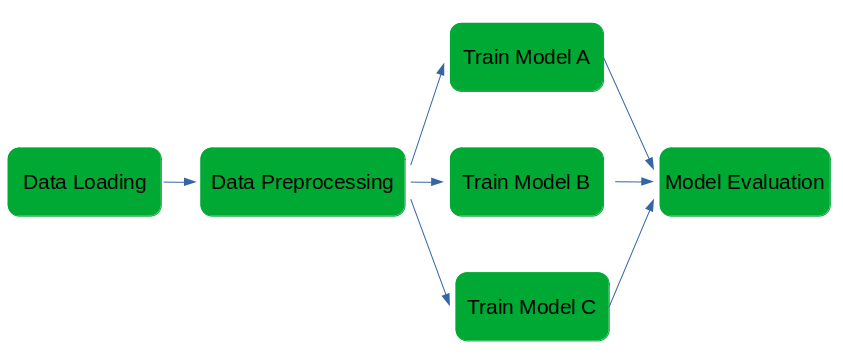 Train Model A
Data Loading
Data Preprocessing
Train Model B
Model Evaluation
Train Model C